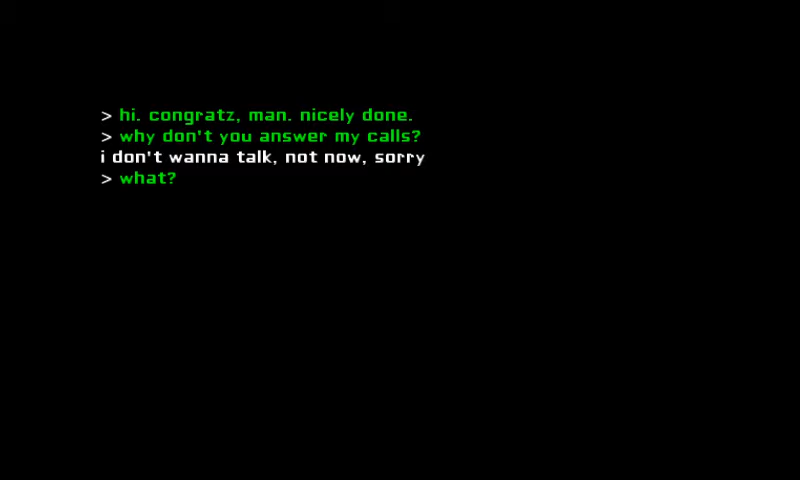 > hi. congratz, man. nicely done.
> why don't you answer my calls?
i don't wanna talk, not now, sorry
> what?